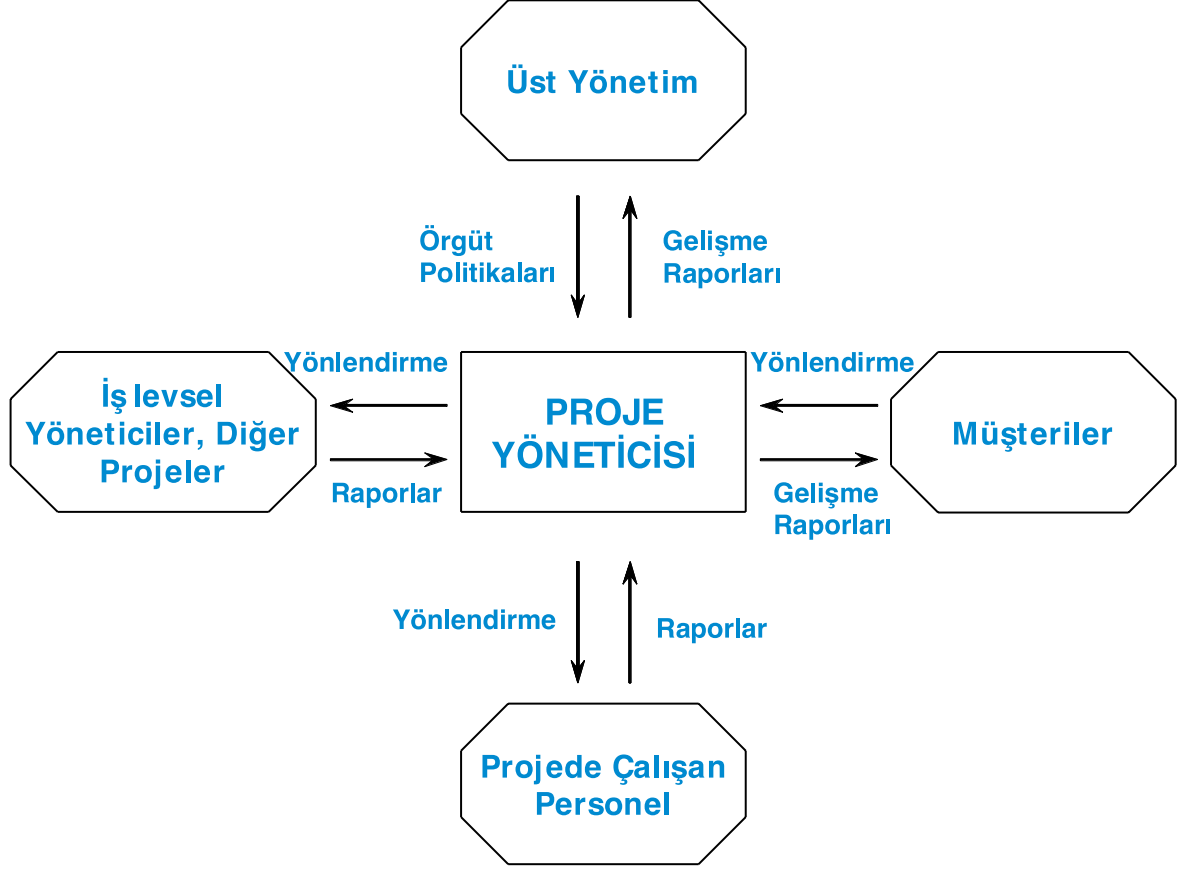 Üst Yönetim
Örgüt
Politikaları
Gelişme
Raporları
Yönlendirme
Yönlendirme
İş levsel
Yöneticiler, Diğer
Projeler
PROJE
YÖNETİCİSİ
Müşteriler
Raporlar
Gelişme
Raporları
Yönlendirme
Raporlar
Projede Çalışan
Personel